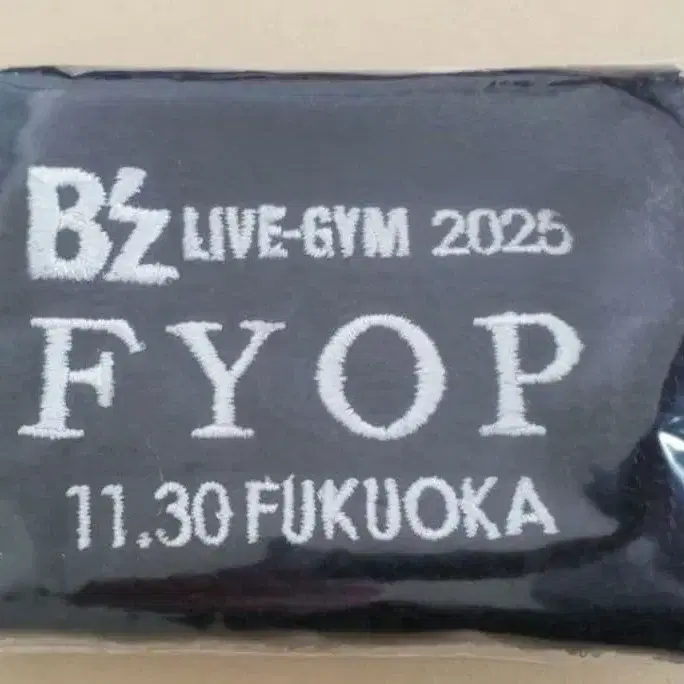 B'z LIVE-GYM 2025
FYOP
11.30 FUKUOKA